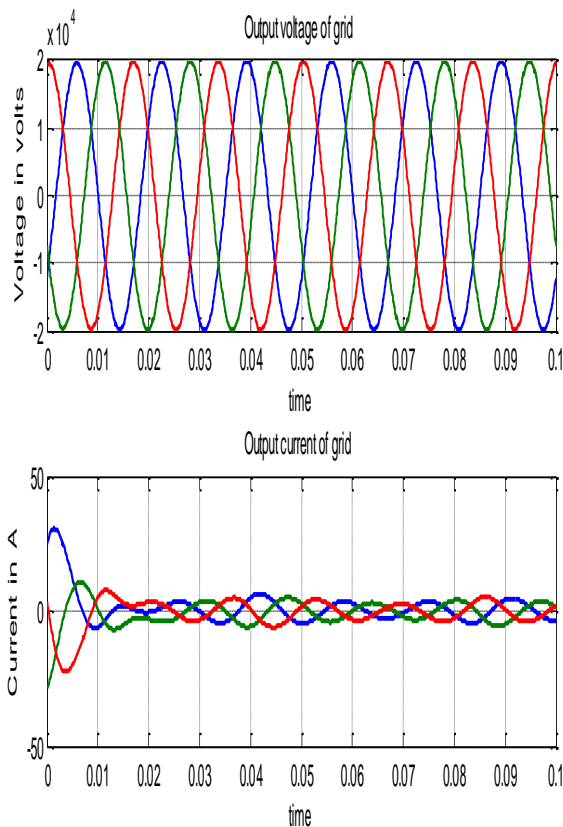 Output voltage of grid
x 10^4
2
1
0
-1
-2
Voltage in volts
0 0.01 0.02 0.03 0.04 0.05 0.06 0.07 0.08 0.09 0.1
time
Output current of grid
50
0
-50
Current in A
0 0.01 0.02 0.03 0.04 0.05 0.06 0.07 0.08 0.09 0.1
time